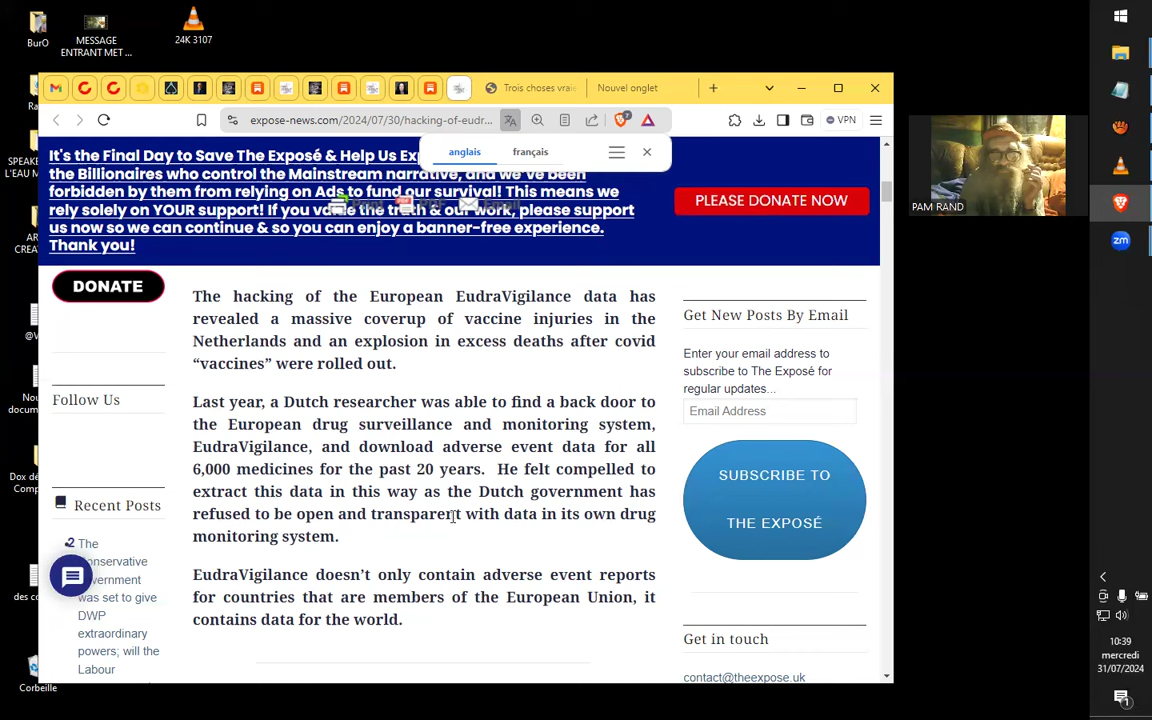 BurO
MESSAGE
ENTRANT MET ...
24K 3107
Trois choses vraie
Nouvel onglet
expose-news.com/2024/07/30/hacking-of-eudr...
2
VPN
anglais
français
It's the Final Day to Save The Exposé & Help Us Exp
the Billionaires who control the Mainstream narrative, and we've been
forbidden by them from relying on Ads to fund our survival! This means we
rely solely on YOUR support! If you value the truth & our work, please support
us now so we can continue & so you can enjoy a banner-free experience.
Thank you!
Print PDF Email
PLEASE DONATE NOW
DONATE
The hacking of the European EudraVigilance data has
revealed a massive coverup of vaccine injuries in the
Netherlands and an explosion in excess deaths after covid
“vaccines” were rolled out.
Last year, a Dutch researcher was able to find a back door to
the European drug surveillance and monitoring system,
EudraVigilance, and download adverse event data for all
6,000 medicines for the past 20 years. He felt compelled to
extract this data in this way as the Dutch government has
refused to be open and transparent with data in its own drug
monitoring system.
EudraVigilance doesn’t only contain adverse event reports
for countries that are members of the European Union, it
contains data for the world.
Follow Us
Recent Posts
The
Conservative
government
was set to give
DWP
extraordinary
powers; will the
Labour
Get New Posts By Email
Enter your email address to
subscribe to The Exposé for
regular updates...
Email Address
SUBSCRIBE TO
THE EXPOSÉ
Get in touch
contact@theexpose.uk
PAM RAND
Corbeille
zm
10:39
mercredi
31/07/2024
1